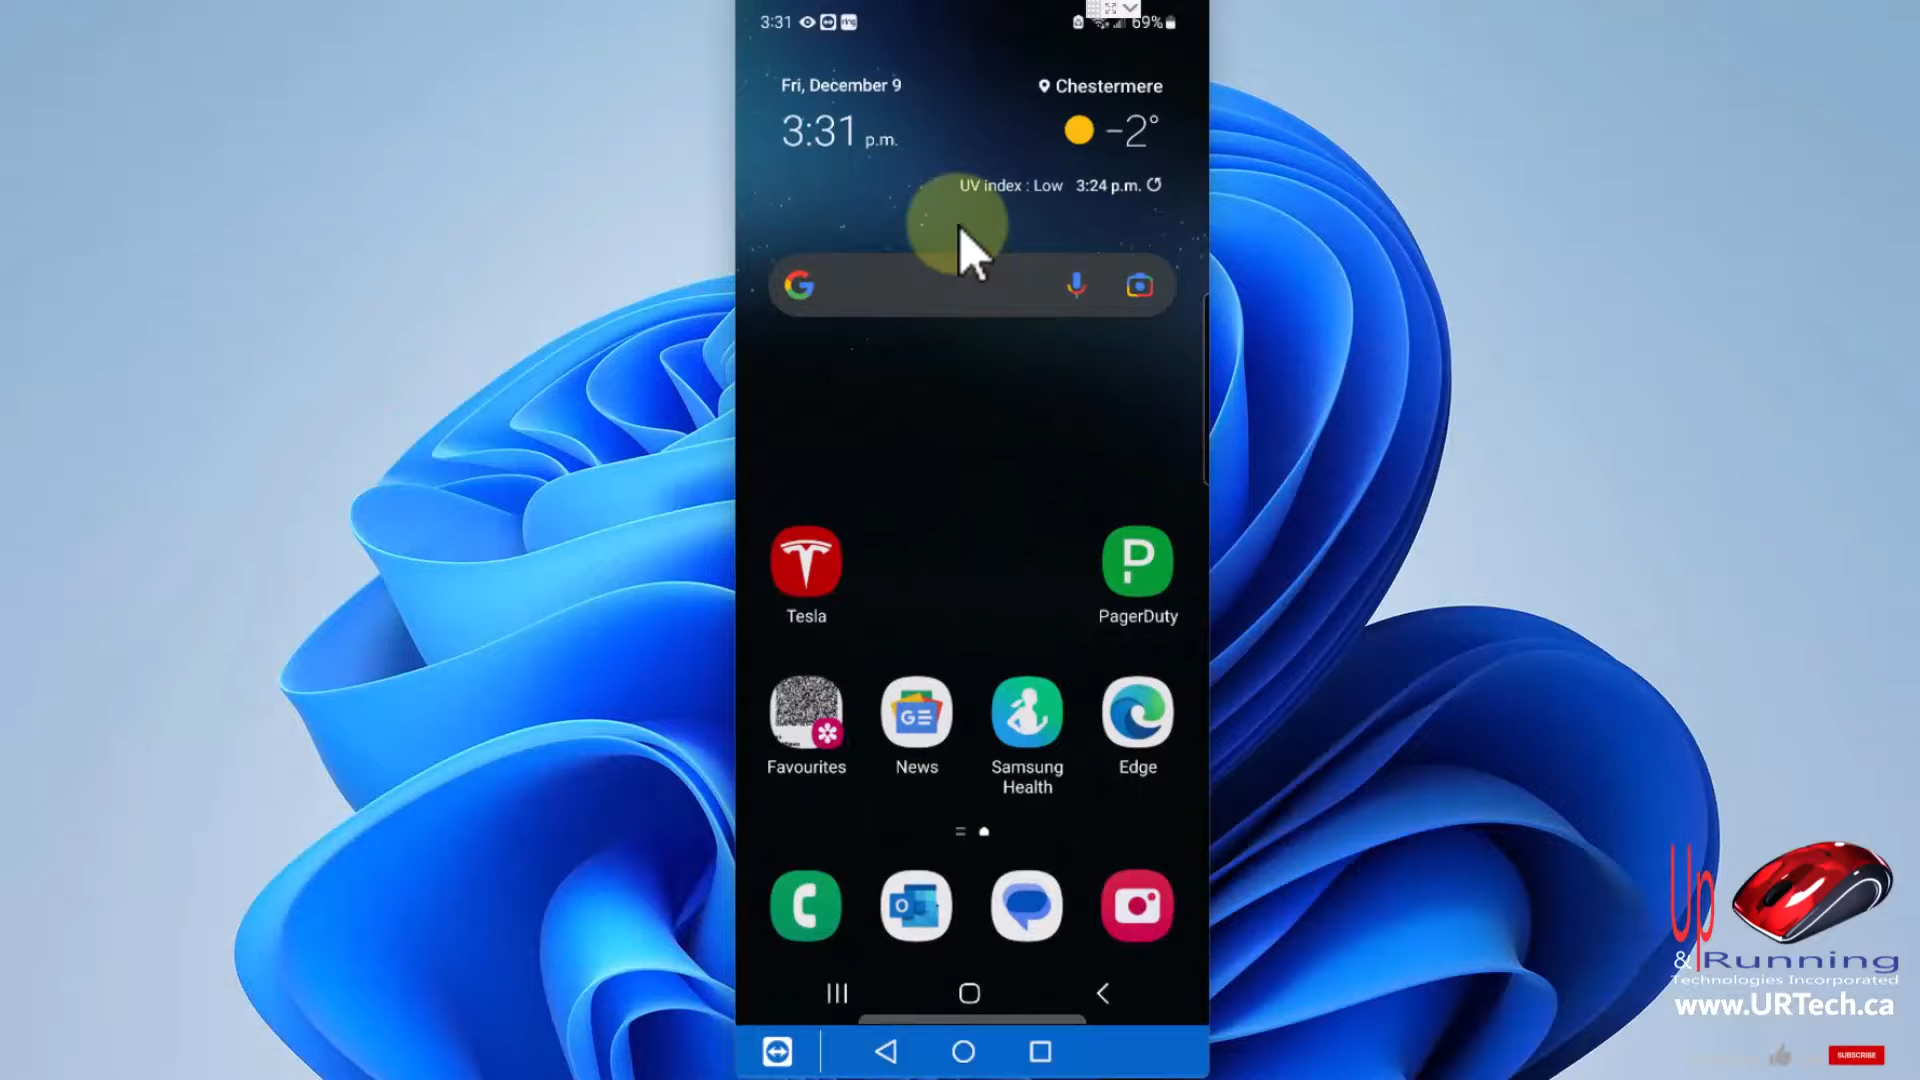 3:31
ring
69%
Fri, December 9
Chestermere
3:31 p.m.
-2°
UV index : Low 3:24 p.m.
Tesla
PagerDuty
Favourites
News
Samsung
Health
Edge
Up
& Running
Technologies Incorporated
www.URTech.ca
SUBSCRIBE